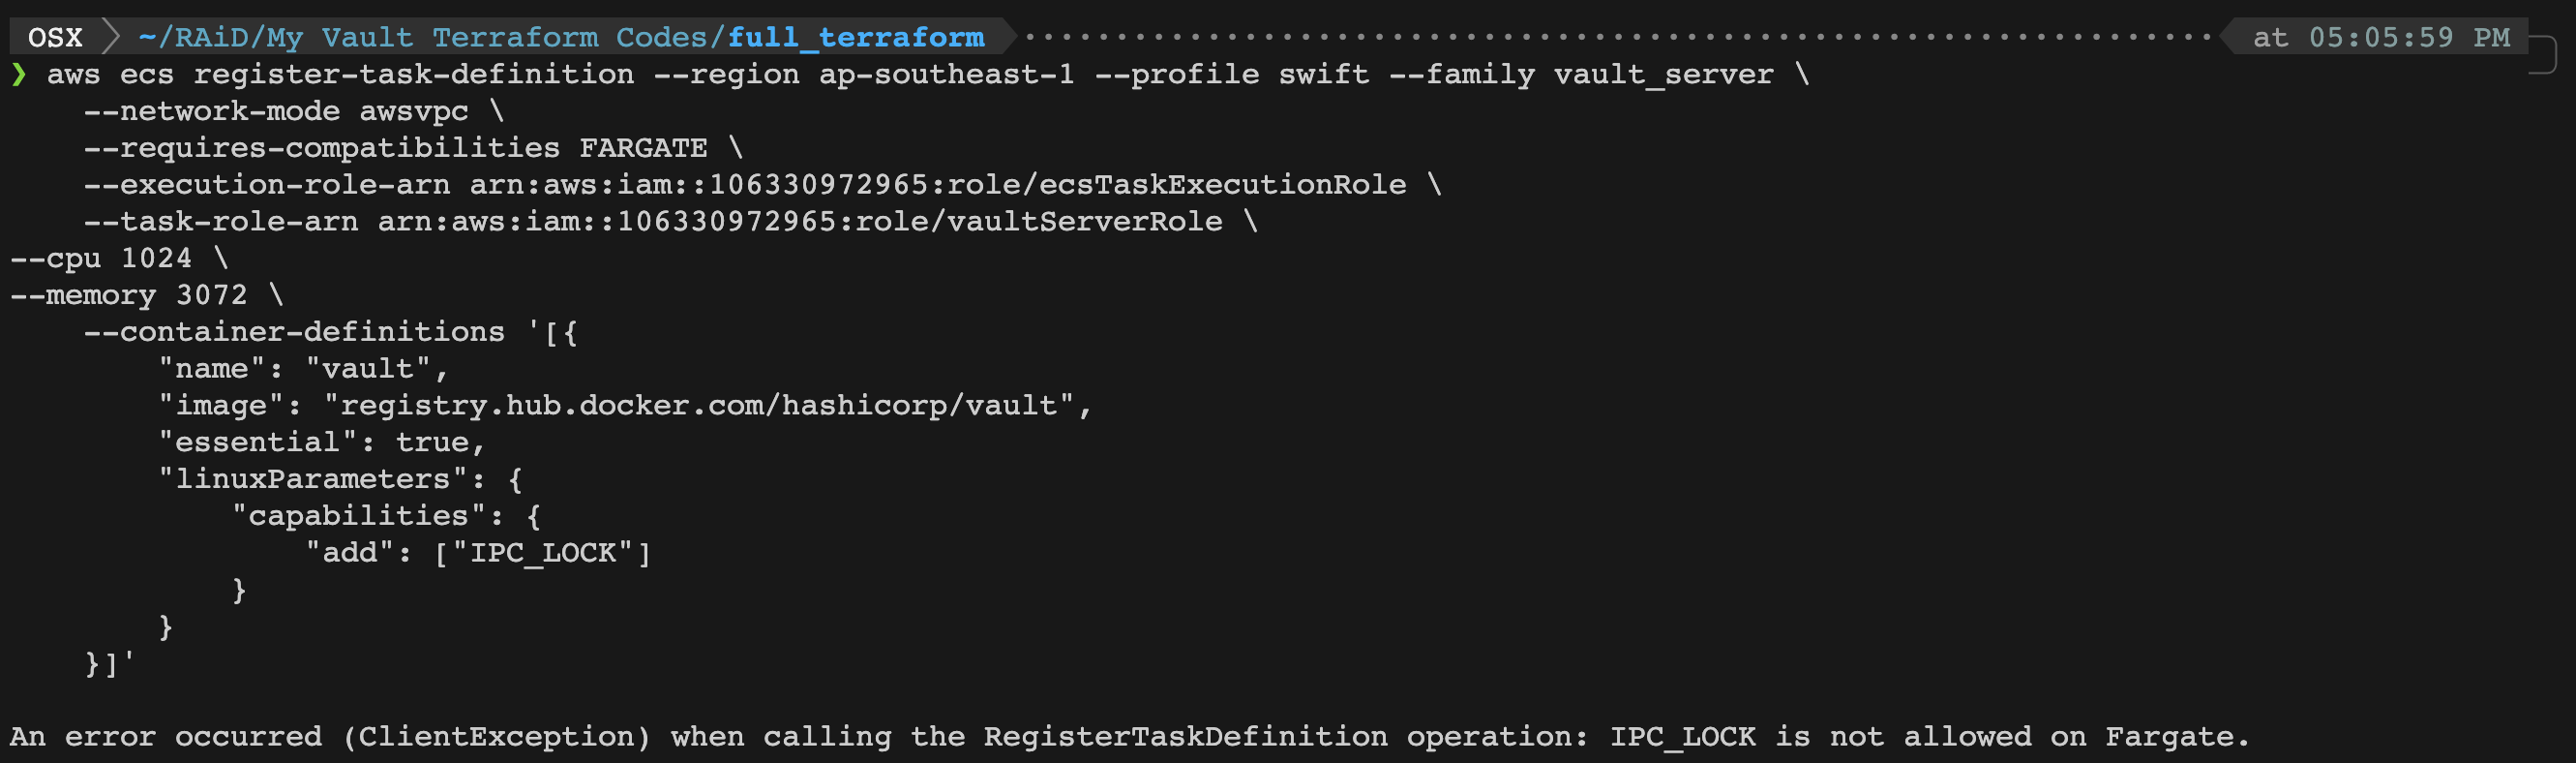 OSX ~/RAiD/My Vault Terraform Codes/full_terraform at 05:05:59 PM
❯ aws ecs register-task-definition --region ap-southeast-1 --profile swift --family vault_server \
    --network-mode awsvpc \
    --requires-compatibilities FARGATE \
    --execution-role-arn arn:aws:iam::106330972965:role/ecsTaskExecutionRole \
    --task-role-arn arn:aws:iam::106330972965:role/vaultServerRole \
--cpu 1024 \
--memory 3072 \
    --container-definitions '[{
        "name": "vault",
        "image": "registry.hub.docker.com/hashicorp/vault",
        "essential": true,
        "linuxParameters": {
            "capabilities": {
                "add": ["IPC_LOCK"]
            }
        }
    }]'
An error occurred (ClientException) when calling the RegisterTaskDefinition operation: IPC_LOCK is not allowed on Fargate.